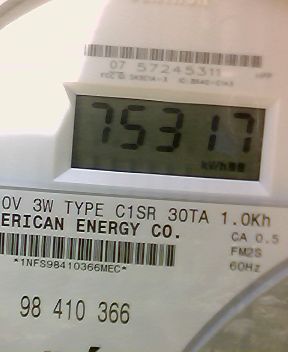 07 57245311
75317
kWh
0V 3W TYPE C1SR 30TA 1.0Kh
ERICAN ENERGY CO.
CA 0.5
FM2S
60Hz
*1NFS98410366MEC*
98 410 366